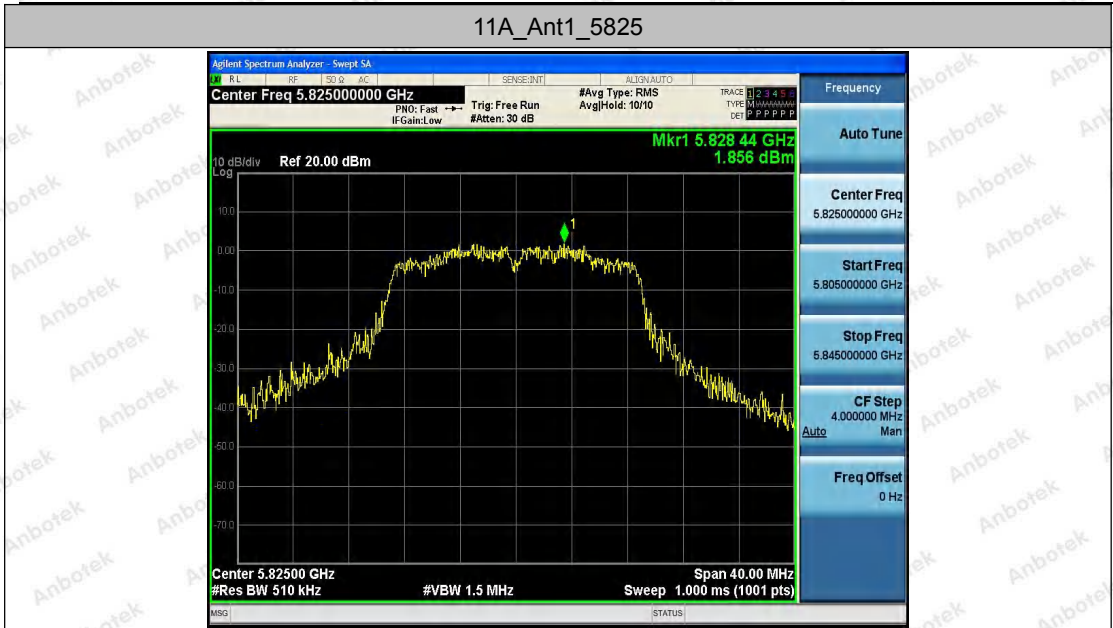 11A_Ant1_5825
Agilent Spectrum Analyzer - Swept SA
LXI RL RF 50 Ω AC SENSE:INT ALIGNAUTO
Center Freq 5.825000000 GHz
PNO: Fast
IFGain:Low
Trig: Free Run
#Atten: 30 dB
#Avg Type: RMS
Avg|Hold: 10/10
TRACE 1 2 3 4 5 6
TYPE M
DET P P P P P P
Mkr1 5.828 44 GHz
1.856 dBm
10 dB/div Ref 20.00 dBm
Log
10.0
0.00
-10.0
-20.0
-30.0
-40.0
-50.0
-60.0
-70.0
1
Center 5.82500 GHz Span 40.00 MHz
#Res BW 510 kHz #VBW 1.5 MHz Sweep 1.000 ms (1001 pts)
MSG STATUS
Frequency
Auto Tune
Center Freq
5.825000000 GHz
Start Freq
5.805000000 GHz
Stop Freq
5.845000000 GHz
CF Step
4.000000 MHz
Auto Man
Freq Offset
0 Hz
Anbotek